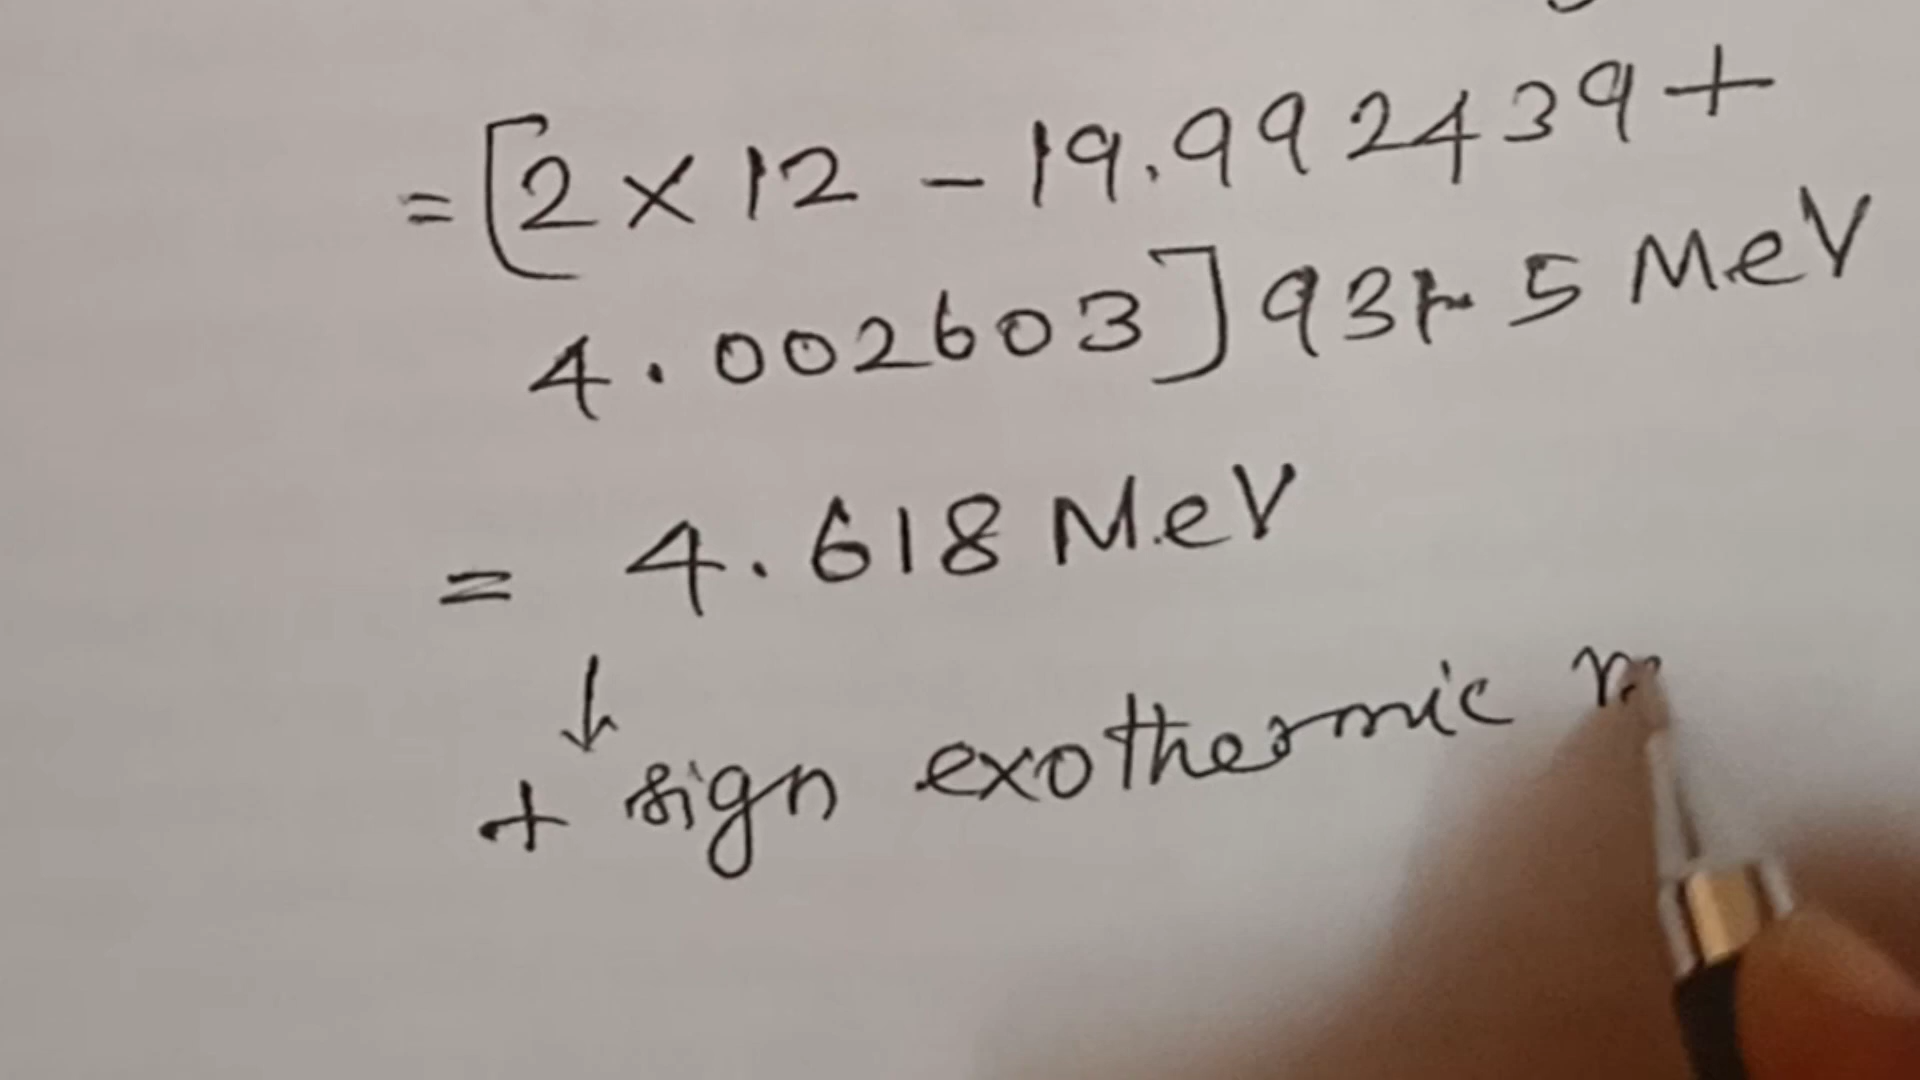 = [2 × 12 - 19.992439 +
4.002603] 931.5 MeV
= 4.618 MeV
↓
+ sign exothermic